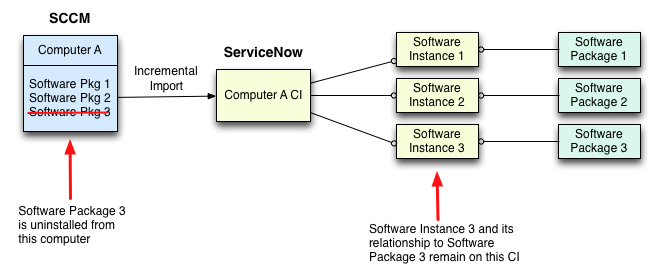 SCCM
Computer A
Software Pkg 1
Software Pkg 2
Software Pkg 3
Incremental
Import
ServiceNow
Computer A CI
Software
Instance 1
Software
Instance 2
Software
Instance 3
Software
Package 1
Software
Package 2
Software
Package 3
Software Package 3
is uninstalled from
this computer
Software Instance 3 and its
relationship to Software
Package 3 remain on this CI